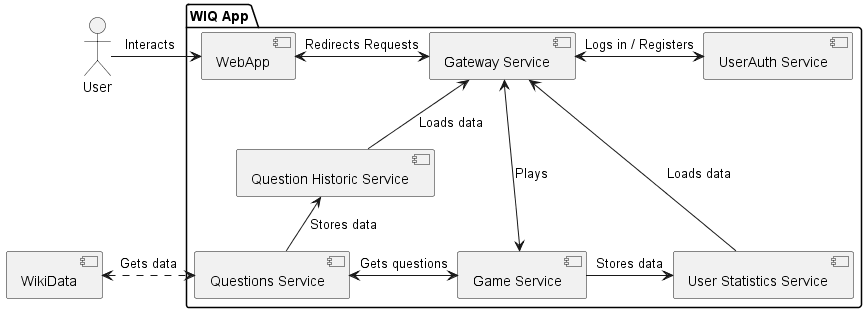 WIQ App
Interacts
Redirects Requests
Logs in / Registers
WebApp
Gateway Service
UserAuth Service
User
Loads data
Question Historic Service
Plays
Loads data
Stores data
Gets data
Gets questions
Stores data
WikiData
Questions Service
Game Service
User Statistics Service